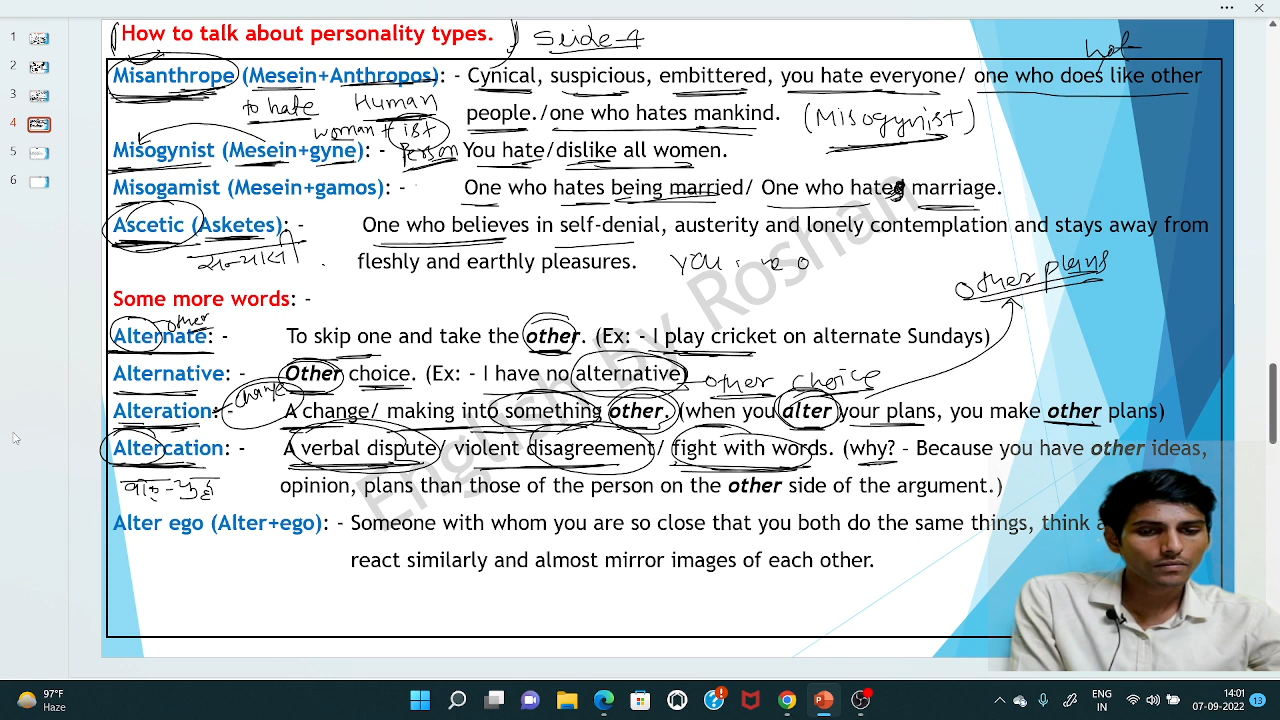 How to talk about personality types. Slide-4
not
Misanthrope (Mesein+Anthropos): - Cynical, suspicious, embittered, you hate everyone/ one who does like other
to hate Human people./one who hates mankind. (Misogynist)
woman + ist
Misogynist (Mesein+gyne): - Person You hate/dislike all women.
Misogamist (Mesein+gamos): - One who hates being married/ One who hates marriage.
Ascetic (Asketes): - One who believes in self-denial, austerity and lonely contemplation and stays away from
fleshly and earthly pleasures.
Some more words: -
other plans
other
Alternate: - To skip one and take the other. (Ex: - I play cricket on alternate Sundays)
Alternative: - Other choice. (Ex: - I have no alternative) other choice
change
Alteration: - A change/ making into something other. (when you alter your plans, you make other plans)
Altercation: - A verbal dispute/ violent disagreement/ fight with words. (why? - Because you have other ideas,
opinion, plans than those of the person on the other side of the argument.)
Alter ego (Alter+ego): - Someone with whom you are so close that you both do the same things, think
react similarly and almost mirror images of each other.
English By Roshan
1
2
3
4
5
6
97°F
Haze
ENG
IN
14:01
07-09-2022
13